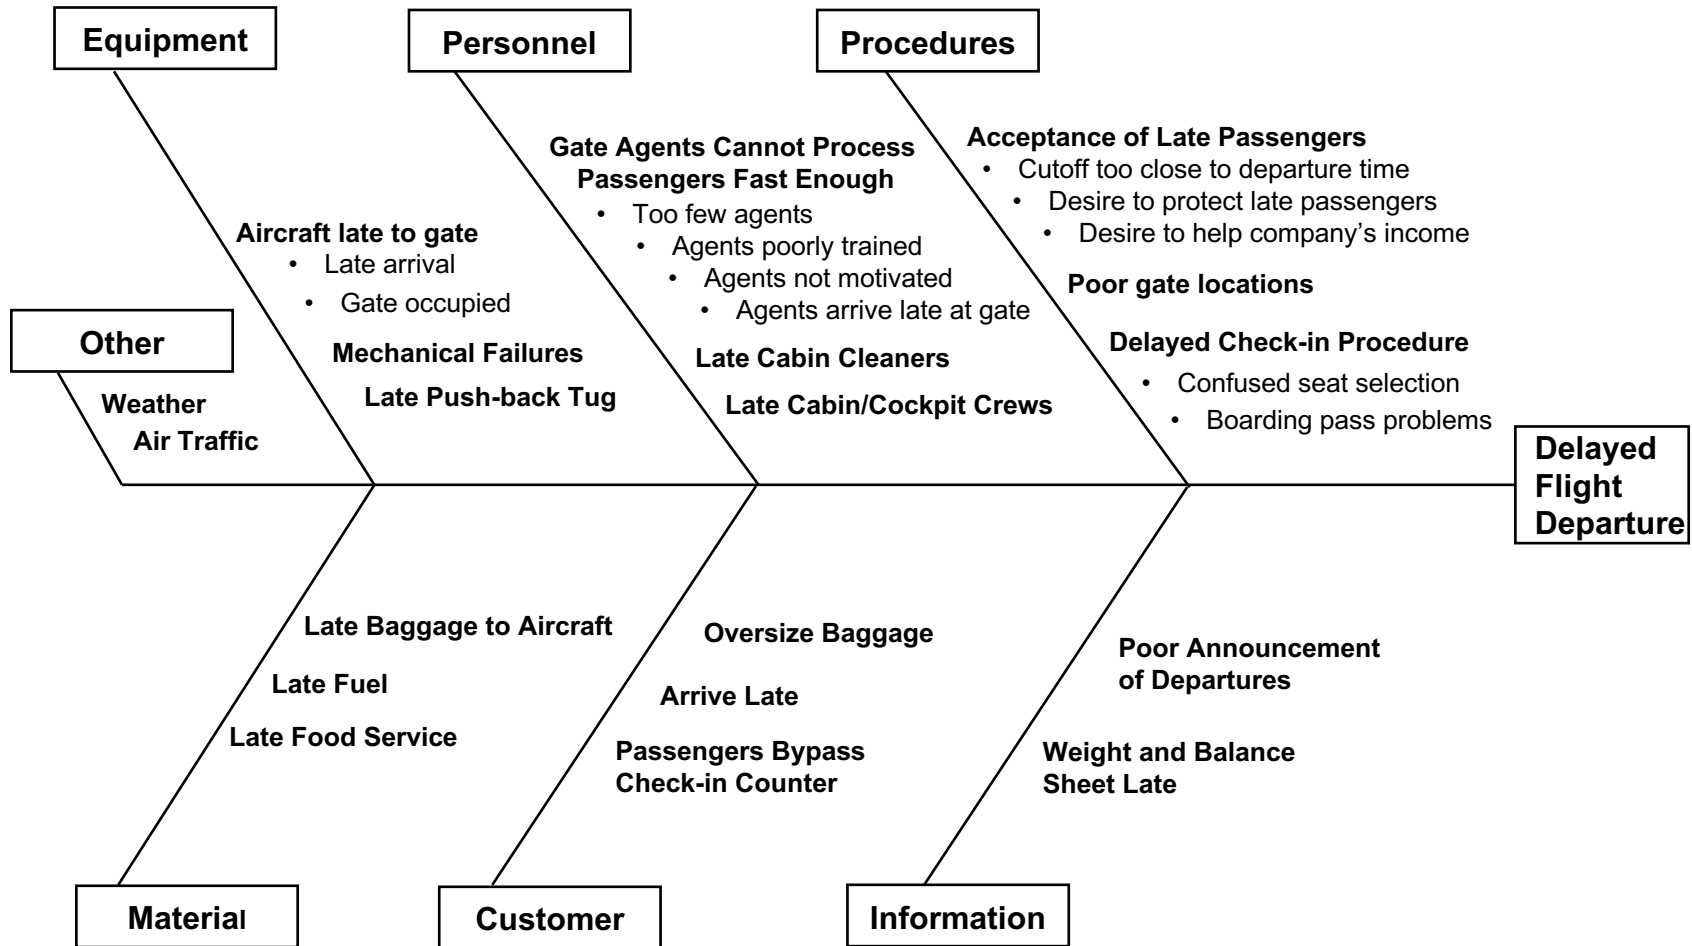 Equipment
Personnel
Procedures
Gate Agents Cannot Process
Passengers Fast Enough
• Too few agents
• Agents poorly trained
• Agents not motivated
• Agents arrive late at gate
Late Cabin Cleaners
Late Cabin/Cockpit Crews
Acceptance of Late Passengers
• Cutoff too close to departure time
• Desire to protect late passengers
• Desire to help company’s income
Poor gate locations
Delayed Check-in Procedure
• Confused seat selection
• Boarding pass problems
Aircraft late to gate
• Late arrival
• Gate occupied
Mechanical Failures
Late Push-back Tug
Other
Weather
Air Traffic
Delayed
Flight
Departure
Late Baggage to Aircraft
Late Fuel
Late Food Service
Oversize Baggage
Arrive Late
Passengers Bypass
Check-in Counter
Poor Announcement
of Departures
Weight and Balance
Sheet Late
Material
Customer
Information